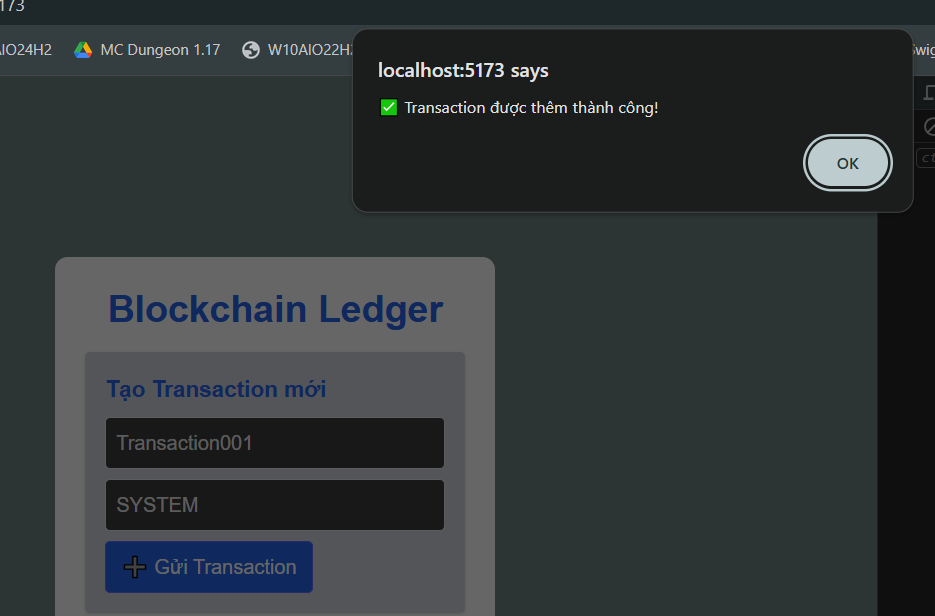 173
AIO24H2 MC Dungeon 1.17 W10AIO22H2
localhost:5173 says
✅ Transaction được thêm thành công!
OK
Blockchain Ledger
Tạo Transaction mới
Transaction001
SYSTEM
➕ Gửi Transaction